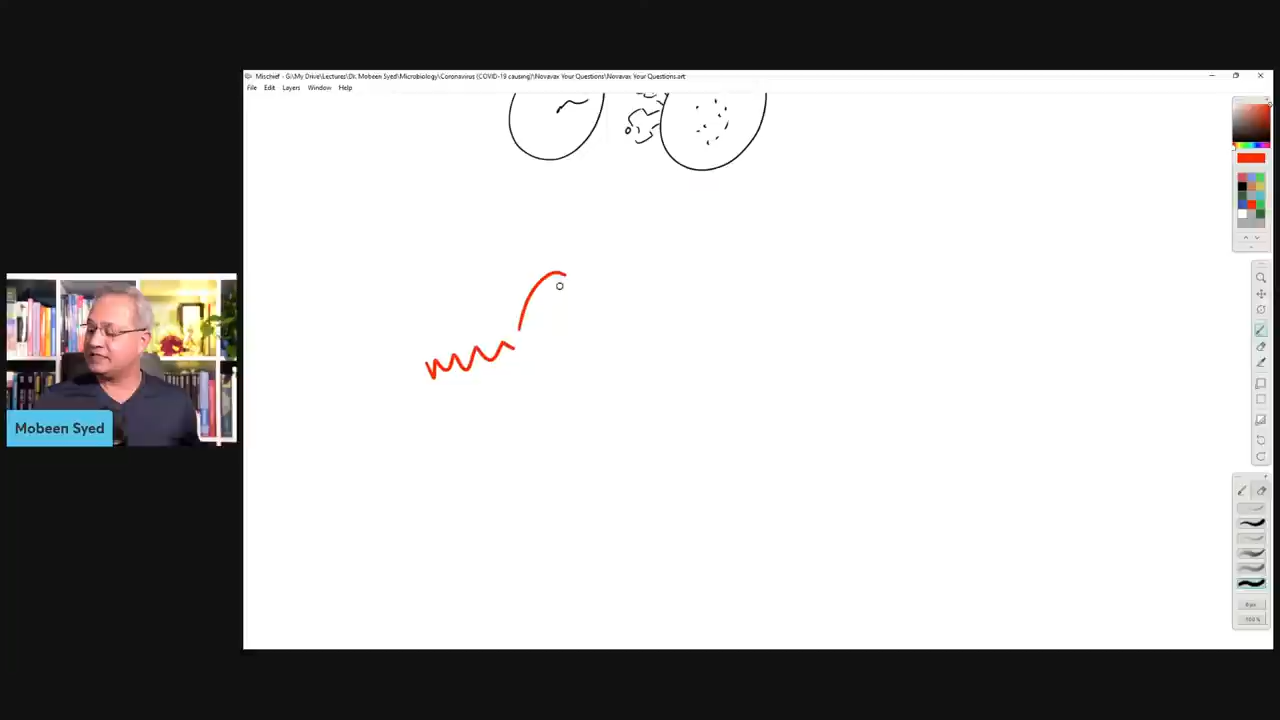 Mischief - G:\My Drive\Lectures\Dr. Mobeen Syed\Microbiology\Coronavirus (COVID-19 causing)\Novavax Your Questions\Novavax Your Questions.art
File Edit Layers Window Help
Mobeen Syed
100 %